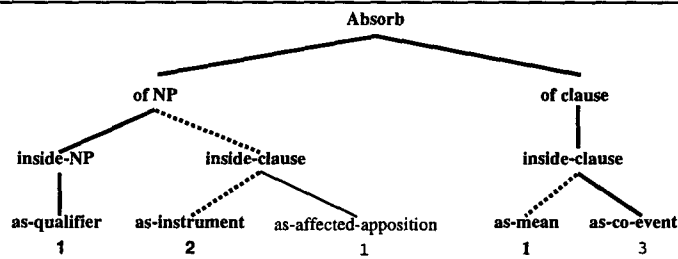 Absorb
of NP of clause
inside-NP inside-clause inside-clause
as-qualifier as-instrument as-affected-apposition as-mean as-co-event
1 2 1 1 3